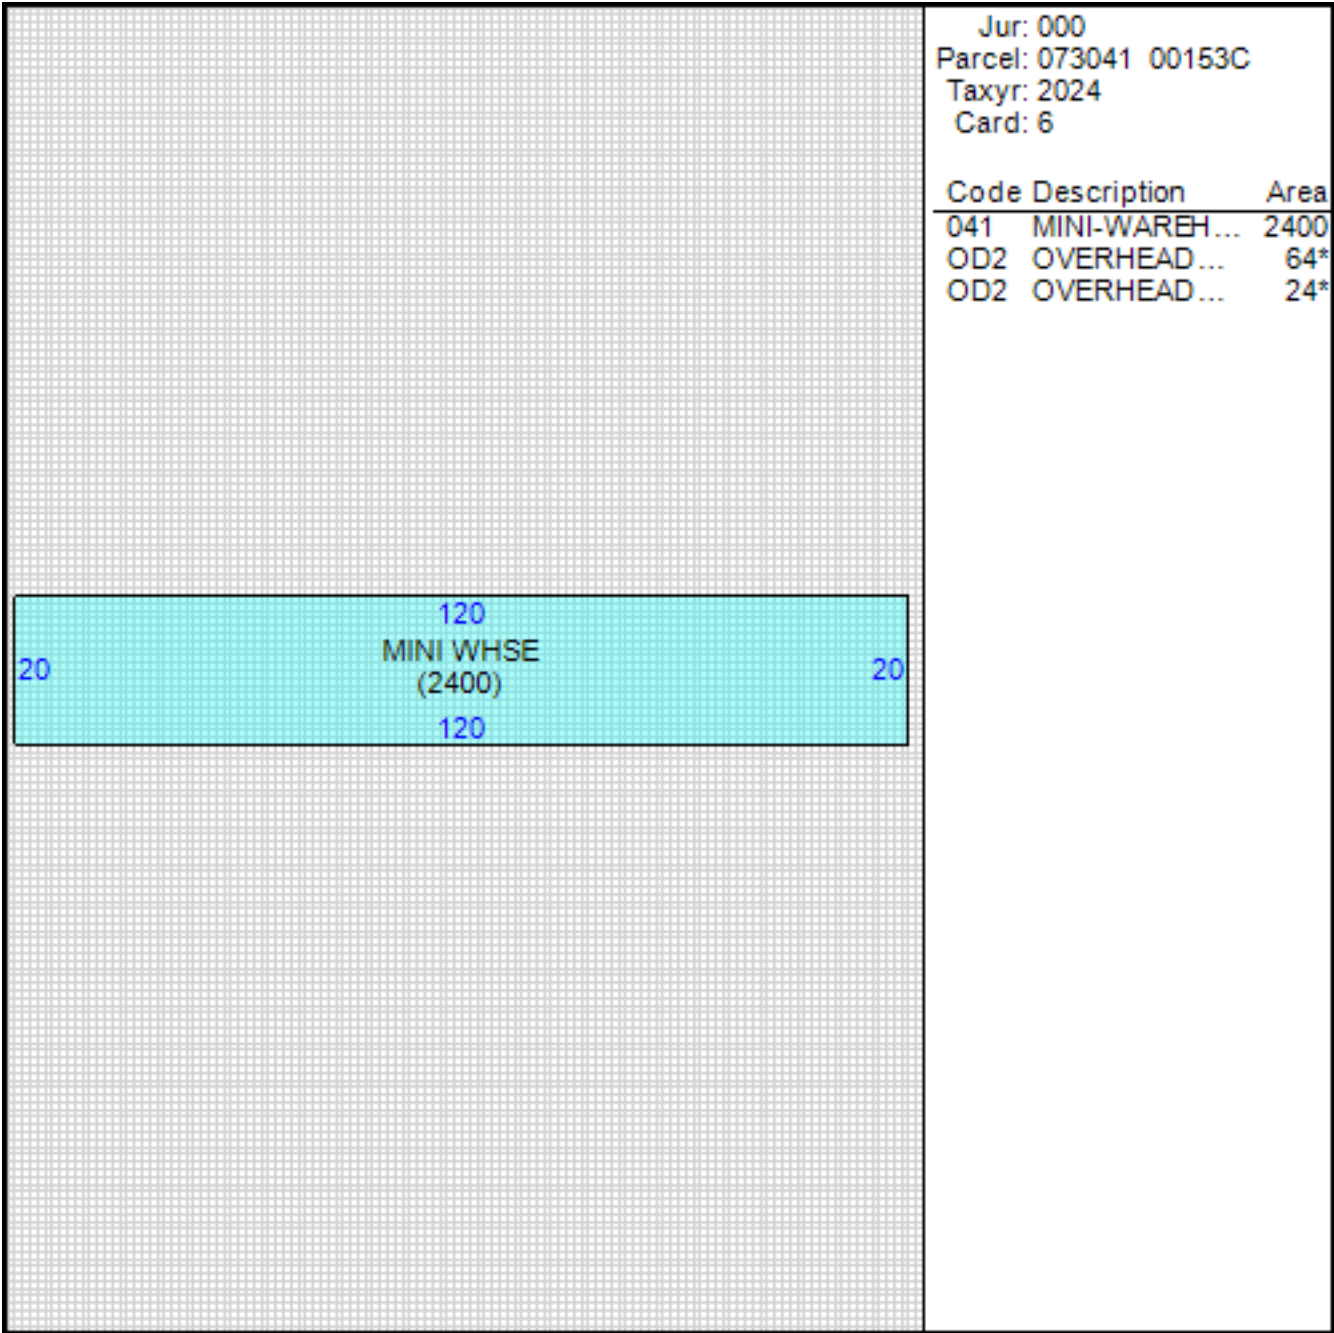 120
MINI WHSE
20 20
(2400)
120
Jur: 000
Parcel: 073041 00153C
Taxyr: 2024
Card: 6
Code Description Area
041 MINI-WAREH... 2400
OD2 OVERHEAD... 64*
OD2 OVERHEAD... 24*